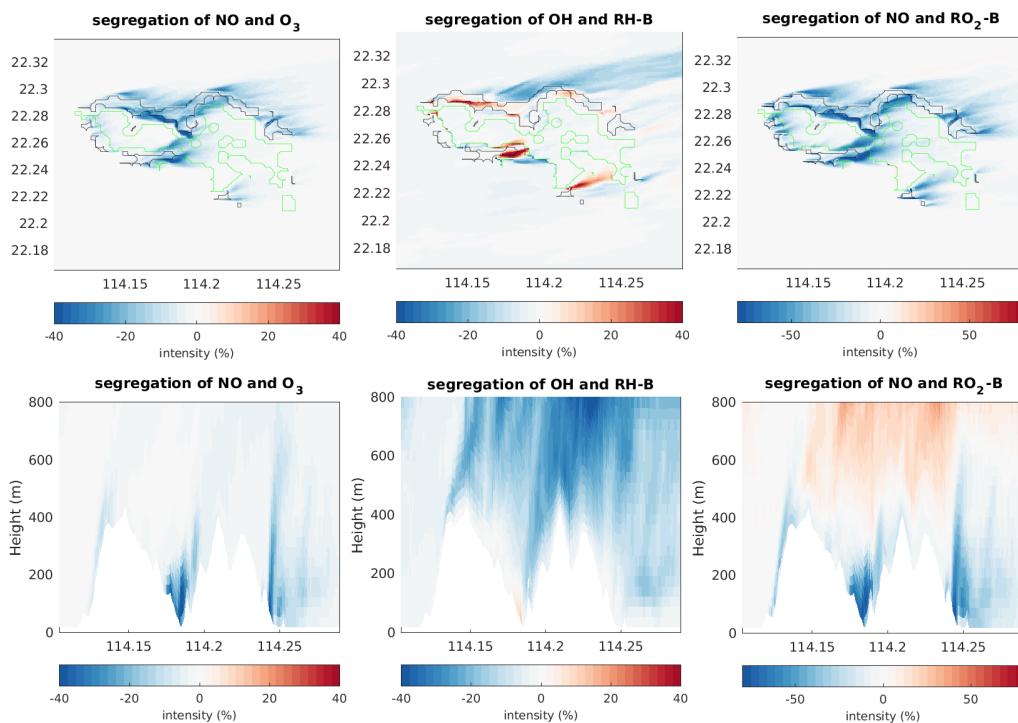 segregation of NO and O3
segregation of OH and RH-B
segregation of NO and RO2-B
22.32
22.3
22.28
22.26
22.24
22.22
22.2
22.18
114.15 114.2 114.25
-40 -20 0 20 40
intensity (%)
22.32
22.3
22.28
22.26
22.24
22.22
22.2
22.18
114.15 114.2 114.25
-40 -20 0 20 40
intensity (%)
22.32
22.3
22.28
22.26
22.24
22.22
22.2
22.18
114.15 114.2 114.25
-50 0 50
intensity (%)
segregation of NO and O3
segregation of OH and RH-B
segregation of NO and RO2-B
Height (m)
800
600
400
200
0
114.15 114.2 114.25
-40 -20 0 20 40
intensity (%)
Height (m)
800
600
400
200
0
114.15 114.2 114.25
-40 -20 0 20 40
intensity (%)
Height (m)
800
600
400
200
0
114.15 114.2 114.25
-50 0 50
intensity (%)